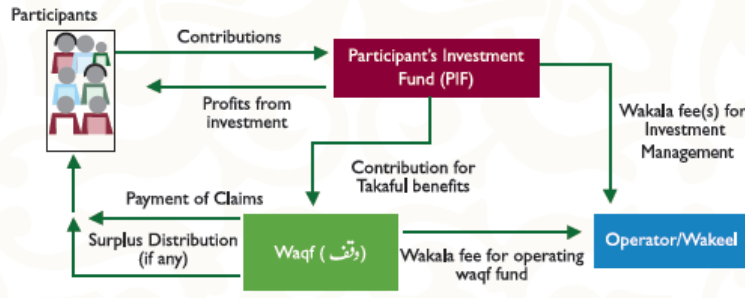 Participants
Contributions
Participant's Investment
Fund (PIF)
Profits from
investment
Wakala fee(s) for
Investment
Management
Contribution for
Takaful benefits
Payment of Claims
Surplus Distribution
(if any)
Waqf (وقف)
Wakala fee for operating
waqf fund
Operator/Wakeel